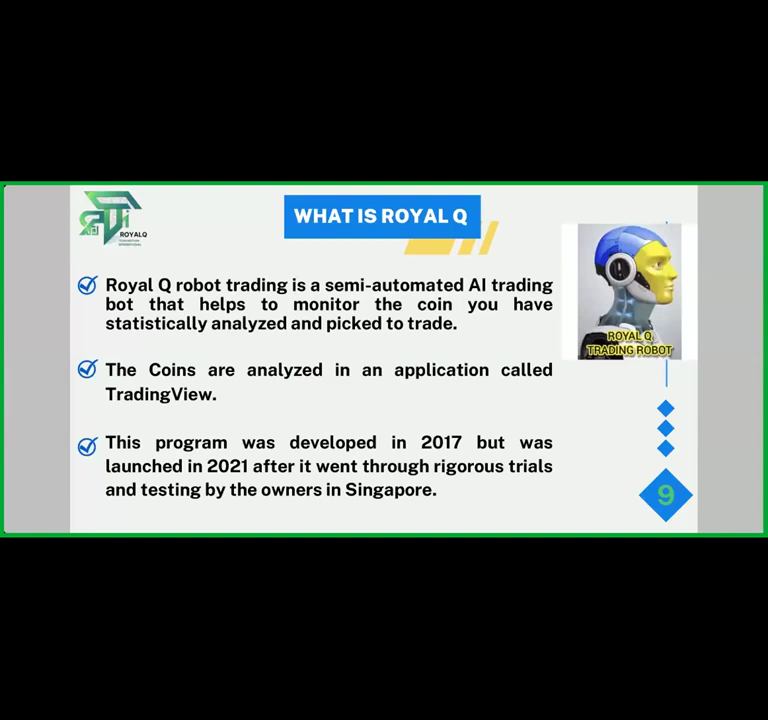 ROYALQ
WHAT IS ROYAL Q
Royal Q robot trading is a semi-automated AI trading
bot that helps to monitor the coin you have
statistically analyzed and picked to trade.
ROYAL Q
TRADING ROBOT
The Coins are analyzed in an application called
TradingView.
This program was developed in 2017 but was
launched in 2021 after it went through rigorous trials
and testing by the owners in Singapore.
9